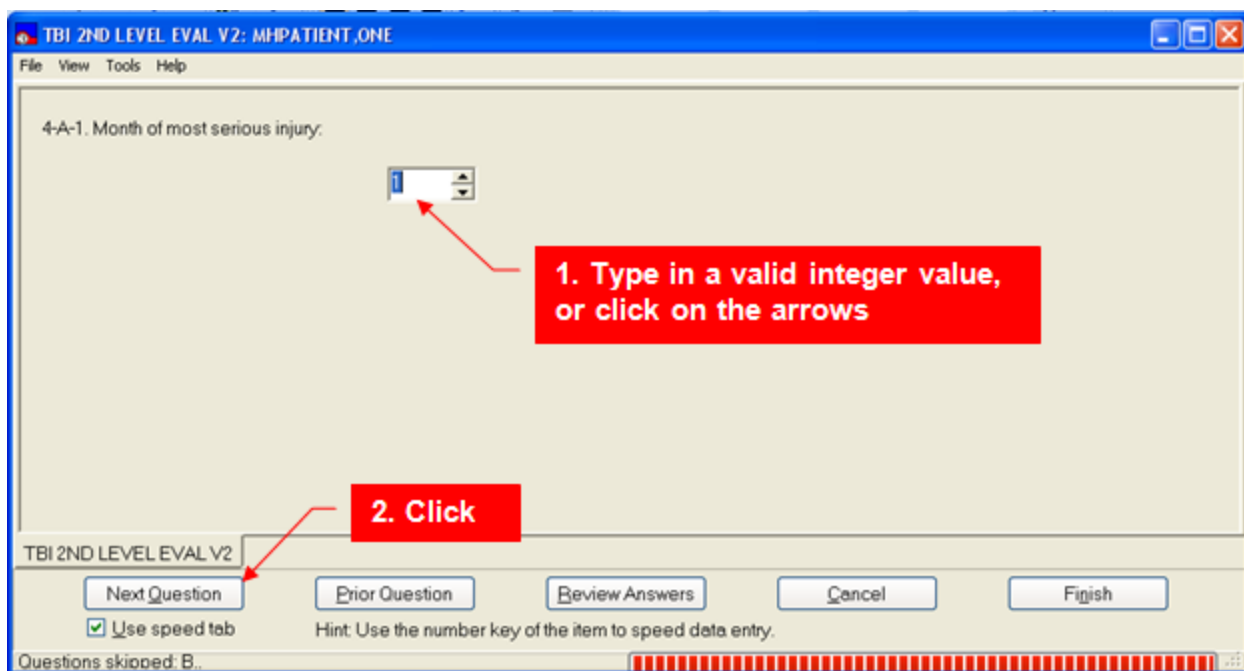 TBI 2ND LEVEL EVAL V2: MHPATIENT,ONE
File View Tools Help
4-A-1. Month of most serious injury:
1
1. Type in a valid integer value,
or click on the arrows
2. Click
TBI 2ND LEVEL EVAL V2
Next Question Prior Question Review Answers Cancel Finish
Use speed tab Hint: Use the number key of the item to speed data entry.
Questions skipped: B..